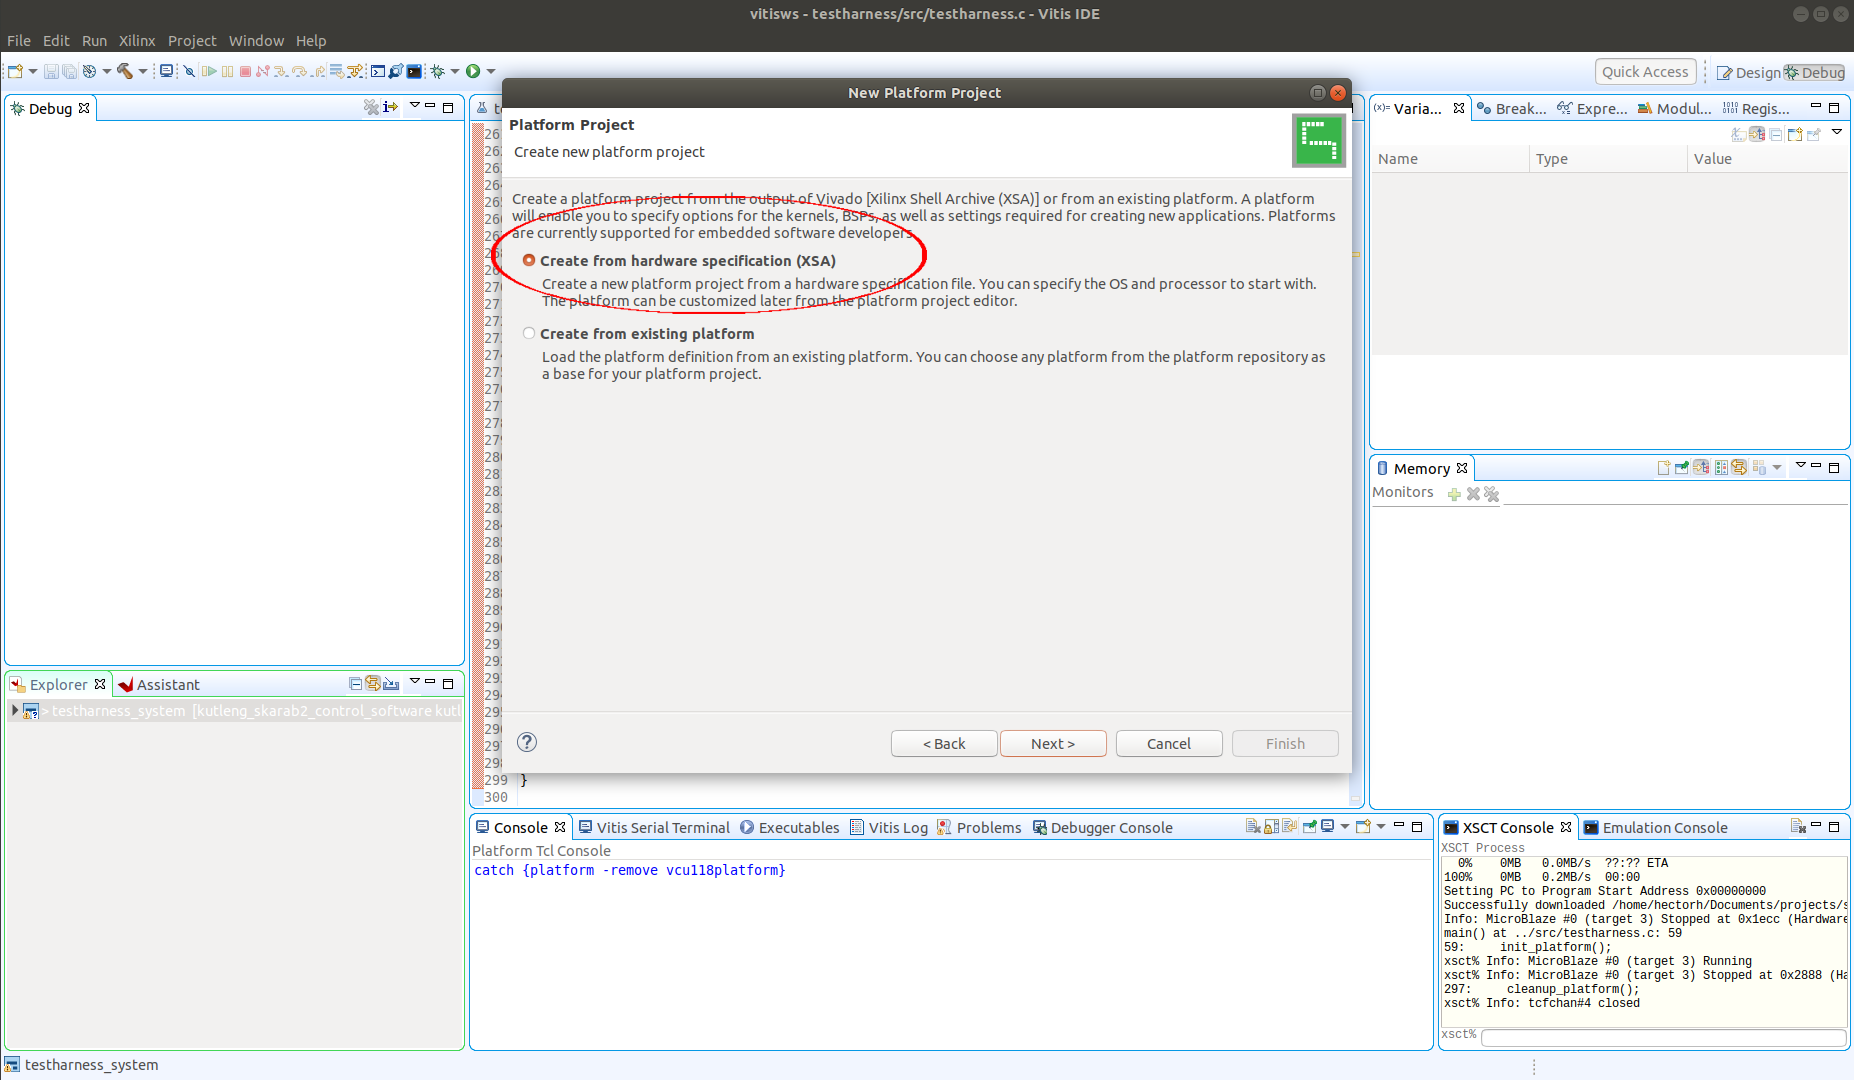 vitisws - testharness/src/testharness.c - Vitis IDE
File Edit Run Xilinx Project Window Help
Quick Access
Design
Debug
Debug
New Platform Project
Platform Project
Create new platform project
Create a platform project from the output of Vivado [Xilinx Shell Archive (XSA)] or from an existing platform. A platform
will enable you to specify options for the kernels, BSPs, as well as settings required for creating new applications. Platforms
are currently supported for embedded software developers.
Create from hardware specification (XSA)
Create a new platform project from a hardware specification file. You can specify the OS and processor to start with.
The platform can be customized later from the platform project editor.
Create from existing platform
Load the platform definition from an existing platform. You can choose any platform from the platform repository as
a base for your platform project.
< Back
Next >
Cancel
Finish
299 }
300
(x)= Varia...
Break...
Expre...
Modul...
Regis...
Name Type Value
Memory
Monitors
Explorer
Assistant
> testharness_system [kutleng_skarab2_control_software kutl
Console
Vitis Serial Terminal
Executables
Vitis Log
Problems
Debugger Console
Platform Tcl Console
catch {platform -remove vcu118platform}
XSCT Console
Emulation Console
XSCT Process
0% 0MB 0.0MB/s ??:?? ETA
100% 0MB 0.2MB/s 00:00
Setting PC to Program Start Address 0x00000000
Successfully downloaded /home/hectorh/Documents/projects/s
Info: MicroBlaze #0 (target 3) Stopped at 0x1ecc (Hardware
main() at ../src/testharness.c: 59
59: init_platform();
xsct% Info: MicroBlaze #0 (target 3) Running
xsct% Info: MicroBlaze #0 (target 3) Stopped at 0x2888 (Ha
297: cleanup_platform();
xsct% Info: tcfchan#4 closed
xsct%
testharness_system